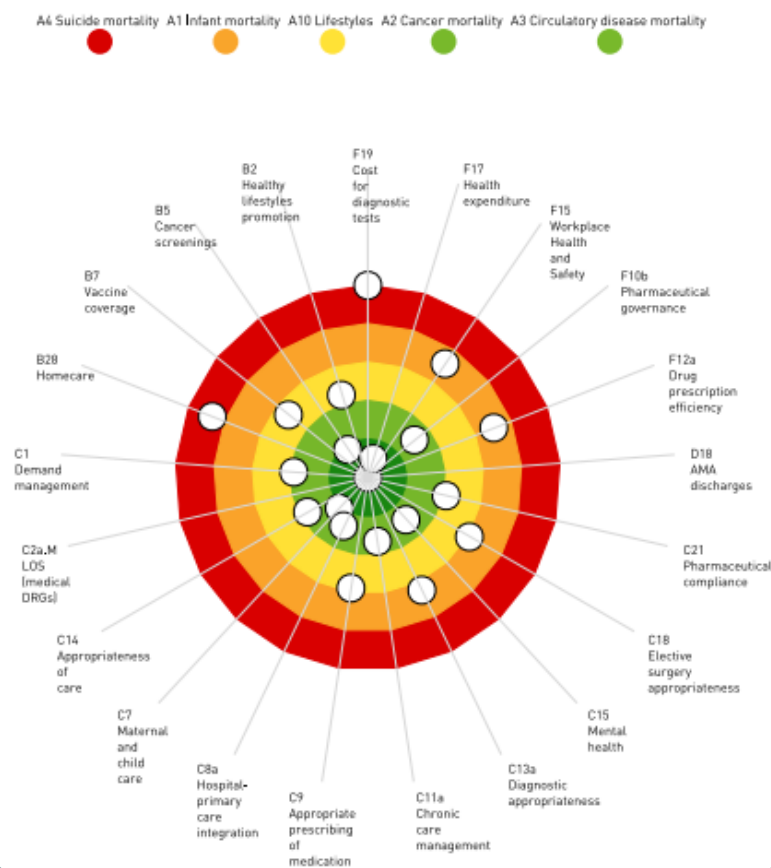 A4 Suicide mortality A1 Infant mortality A10 Lifestyles A2 Cancer mortality A3 Circulatory disease mortality
F19
Cost
for
diagnostic
tests
F17
Health
expenditure
F15
Workplace
Health
and
Safety
F10b
Pharmaceutical
governance
F12a
Drug
prescription
efficiency
D18
AMA
discharges
C21
Pharmaceutical
compliance
C18
Elective
surgery
appropriateness
C15
Mental
health
C13a
Diagnostic
appropriateness
C11a
Chronic
care
management
C9
Appropriate
prescribing
of
medication
C8a
Hospital-
primary
care
integration
C7
Maternal
and
child
care
C14
Appropriateness
of
care
C2a.M
LOS
(medical
DRGs)
C1
Demand
management
B28
Homecare
B7
Vaccine
coverage
B5
Cancer
screenings
B2
Healthy
lifestyles
promotion